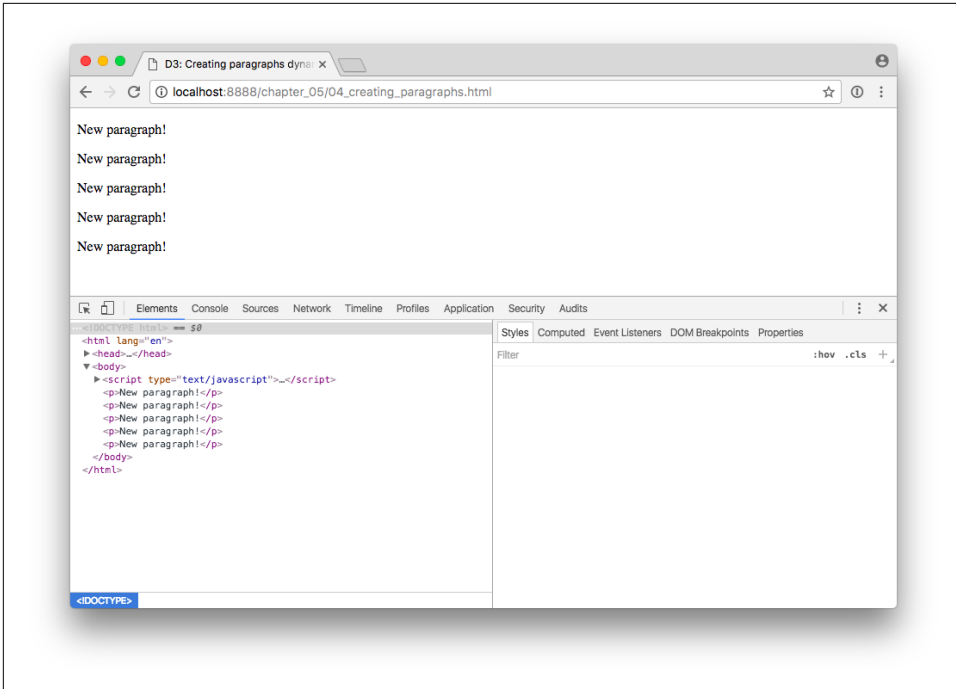 D3: Creating paragraphs dyna
localhost:8888/chapter_05/04_creating_paragraphs.html
New paragraph!
New paragraph!
New paragraph!
New paragraph!
New paragraph!
Elements Console Sources Network Timeline Profiles Application Security Audits
<!DOCTYPE html> == $0
<html lang="en">
▶<head>…</head>
▼<body>
▶<script type="text/javascript">…</script>
<p>New paragraph!</p>
<p>New paragraph!</p>
<p>New paragraph!</p>
<p>New paragraph!</p>
<p>New paragraph!</p>
</body>
</html>
<!DOCTYPE>
Styles Computed Event Listeners DOM Breakpoints Properties
Filter :hov .cls +